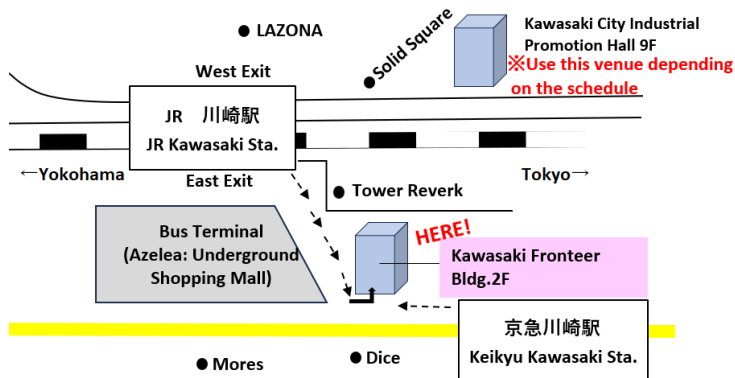 LAZONA
Solid Square
Kawasaki City Industrial
Promotion Hall 9F
※Use this venue depending
on the schedule
West Exit
JR 川崎駅
JR Kawasaki Sta.
←Yokohama
Tokyo→
East Exit
Tower Reverk
Bus Terminal
(Azelea: Underground
Shopping Mall)
HERE!
Kawasaki Fronteer
Bldg.2F
京急川崎駅
Keikyu Kawasaki Sta.
Mores
Dice